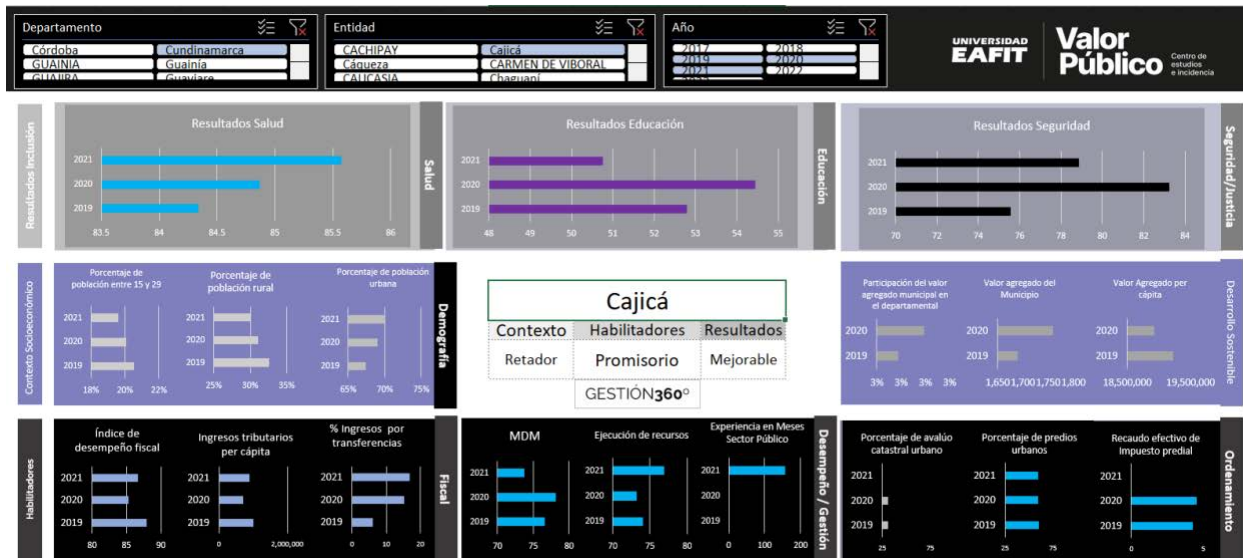 Departamento
Córdoba
Cundinamarca
GUAINIA
Guainía
GUAJIRA
Guaviare
Entidad
CACHIPAY
Cajicá
Cáqueza
CARMEN DE VIBORAL
CAUCASIA
Chaguaní
Año
2017
2018
2019
2020
2021
2022
UNIVERSIDAD
EAFIT
Valor
Público
Centro de
estudios
e incidencia
Resultados Inclusión
Resultados Salud
2021
2020
2019
83.5 84 84.5 85 85.5 86
Salud
Resultados Educación
2021
2020
2019
48 49 50 51 52 53 54 55
Educación
Resultados Seguridad
2021
2020
2019
70 72 74 76 78 80 82 84
Seguridad/Justicia
Contexto Socioeconómico
Porcentaje de
población entre 15 y 29
2021
2020
2019
18% 20% 22%
Porcentaje de
población rural
2021
2020
2019
25% 30% 35%
Porcentaje de población
urbana
2021
2020
2019
65% 70% 75%
Demografía
Cajicá
Contexto Habilitadores Resultados
Retador Promisorio Mejorable
GESTIÓN360°
Participación del valor
agregado municipal en
el departamental
2020
2019
3% 3% 3% 3%
Valor agregado del
Municipio
2020
2019
1,650 1,700 1,750 1,800
Valor Agregado per
cápita
2020
2019
18,500,000 19,500,000
Desarrollo Sostenible
Habilitadores
Índice de
desempeño fiscal
2021
2020
2019
80 85 90
Ingresos tributarios
per cápita
2021
2020
2019
0 2,000,000
% Ingresos por
transferencias
2021
2020
2019
0 10 20
Fiscal
MDM
2021
2020
2019
70 72 74 76 78
Ejecución de recursos
2021
2020
2019
70 75 80
Experiencia en Meses
Sector Público
2021
2020
2019
0 100 200
Desempeño / Gestión
Porcentaje de avalúo
catastral urbano
2021
2020
2019
25 75
Porcentaje de predios
urbanos
2021
2020
2019
25 75
Recaudo efectivo de
Impuesto predial
2021
2020
2019
0 5
Ordenamiento